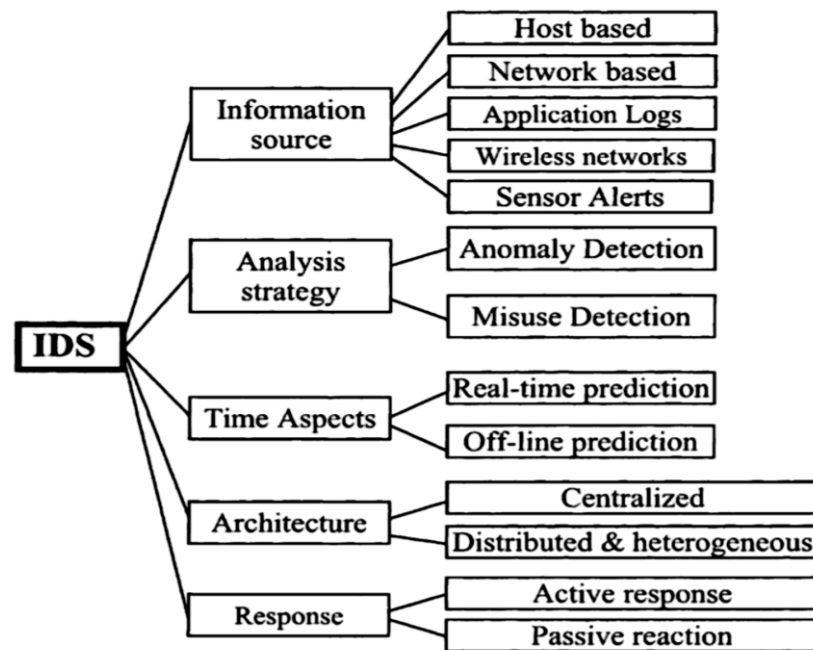 IDS
Information
source
Host based
Network based
Application Logs
Wireless networks
Sensor Alerts
Analysis
strategy
Anomaly Detection
Misuse Detection
Time Aspects
Real-time prediction
Off-line prediction
Architecture
Centralized
Distributed & heterogeneous
Response
Active response
Passive reaction